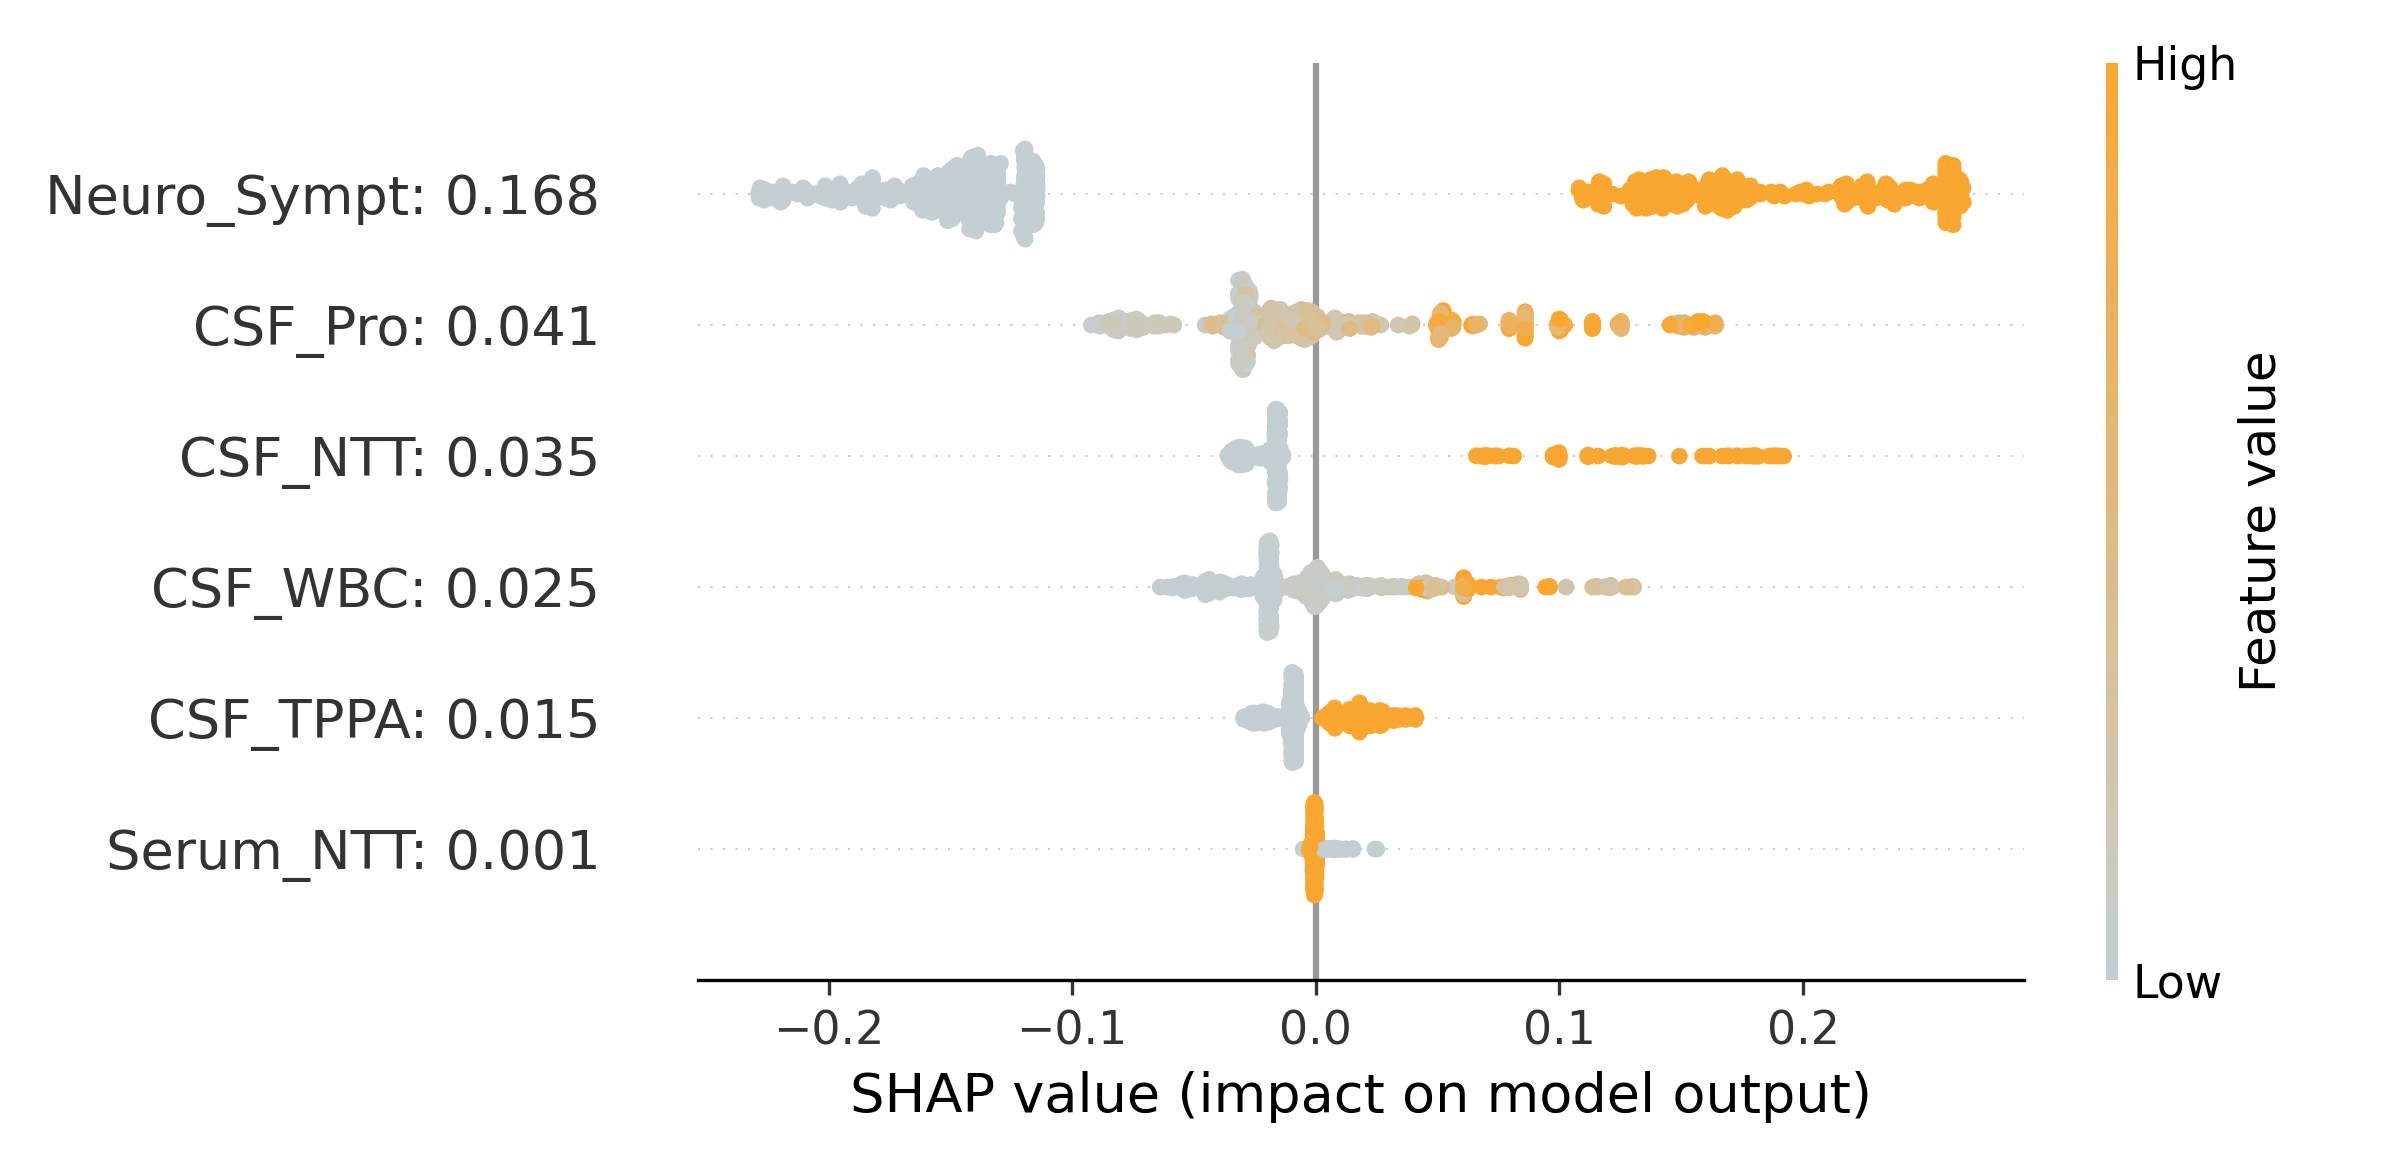 High
Neuro_Sympt: 0.168
CSF_Pro: 0.041
CSF_NTT: 0.035
CSF_WBC: 0.025
CSF_TPPA: 0.015
Serum_NTT: 0.001
Feature value
Low
−0.2 −0.1 0.0 0.1 0.2
SHAP value (impact on model output)